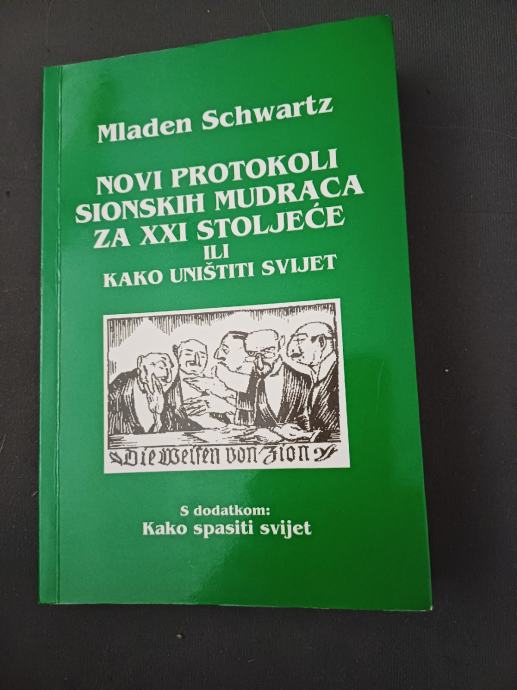 Mladen Schwartz
NOVI PROTOKOLI
SIONSKIH MUDRACA
ZA XXI STOLJEĆE
ILI
KAKO UNIŠTITI SVIJET
Die Weisen von Zion
S dodatkom:
Kako spasiti svijet